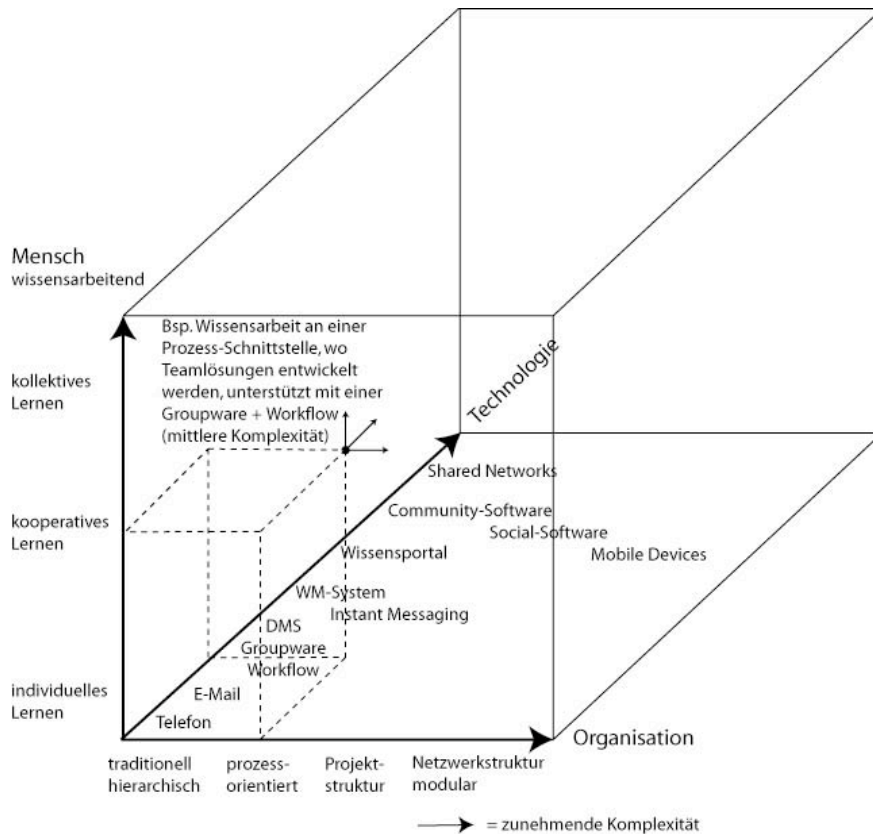 Mensch
wissensarbeitend
Bsp. Wissensarbeit an einer
Prozess-Schnittstelle, wo
Teamlösungen entwickelt
werden, unterstützt mit einer
Groupware + Workflow
(mittlere Komplexität)
kollektives
Lernen
kooperatives
Lernen
individuelles
Lernen
Technologie
Shared Networks
Community-Software
Social-Software
Mobile Devices
Wissensportal
WM-System
Instant Messaging
DMS
Groupware
Workflow
E-Mail
Telefon
Organisation
traditionell
hierarchisch
prozess-
orientiert
Projekt-
struktur
Netzwerkstruktur
modular
= zunehmende Komplexität